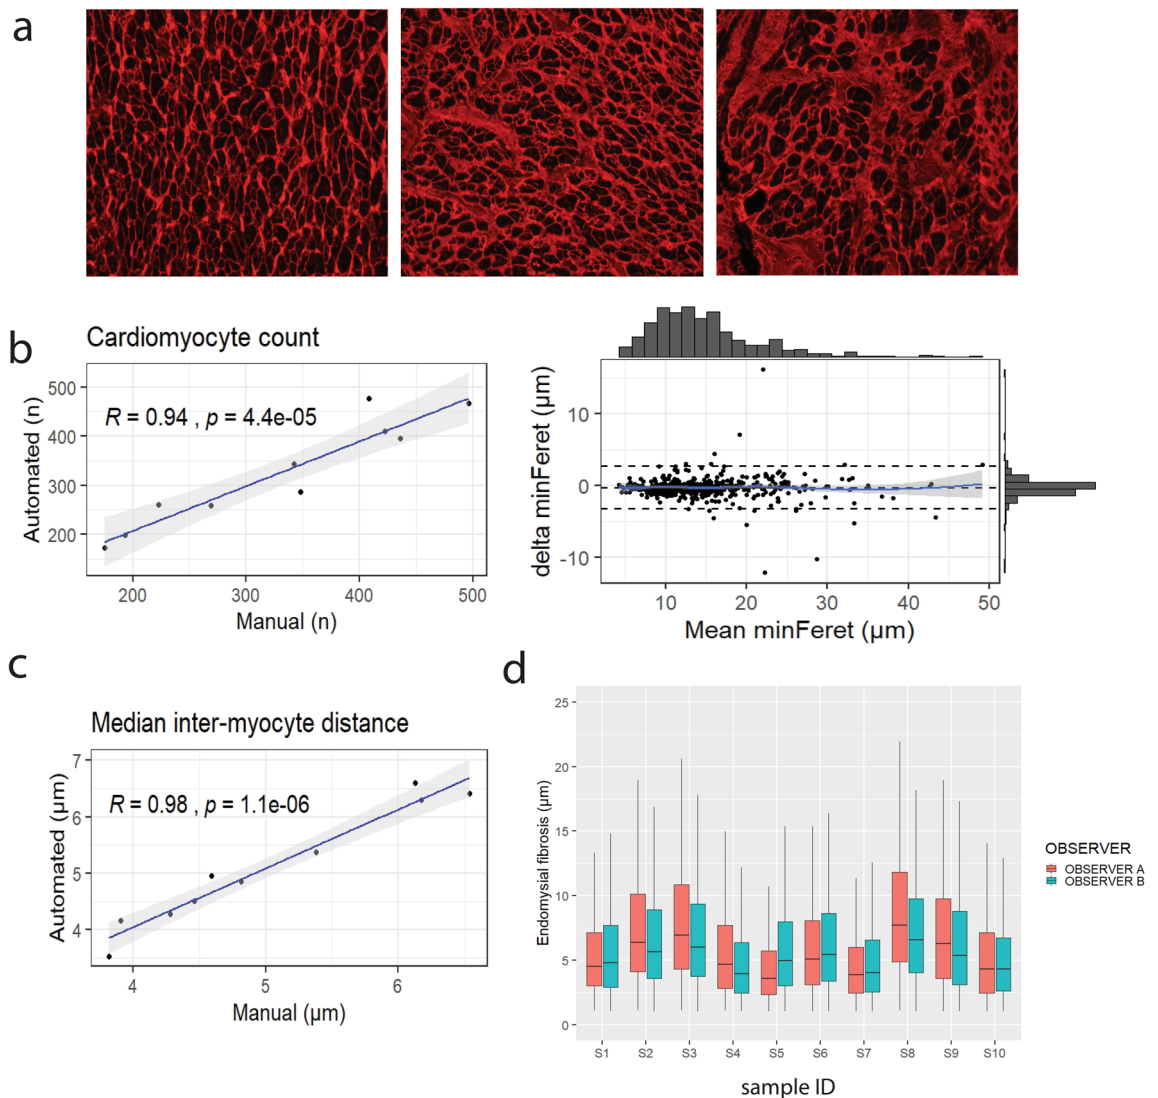 a
b
Cardiomyocyte count
R = 0.94 , p = 4.4e-05
Automated (n)
500
400
300
200
200 300 400 500
Manual (n)
delta minFeret (µm)
10
0
-10
10 20 30 40 50
Mean minFeret (µm)
c
Median inter-myocyte distance
R = 0.98 , p = 1.1e-06
Automated (µm)
7
6
5
4
4 5 6
Manual (µm)
d
Endomysial fibrosis (µm)
25
20
15
10
5
0
S1 S2 S3 S4 S5 S6 S7 S8 S9 S10
sample ID
OBSERVER
OBSERVER A
OBSERVER B